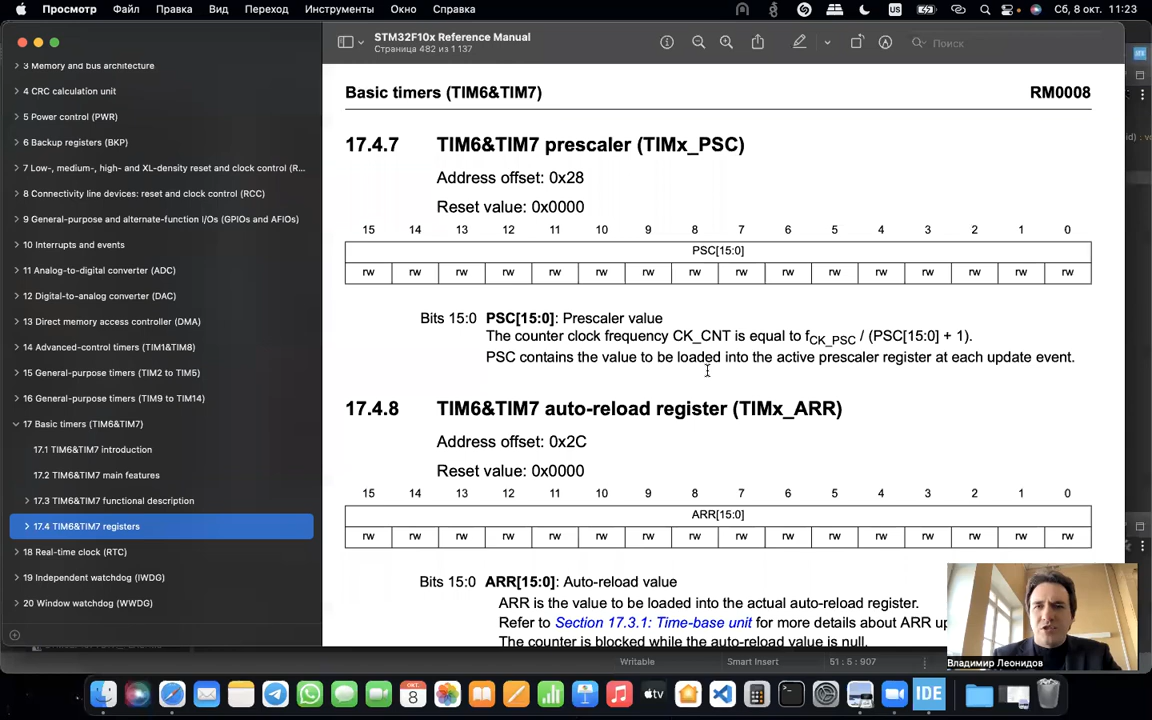 Просмотр Файл Правка Вид Переход Инструменты Окно Справка US Сб, 8 окт. 11:23
STM32F10x Reference Manual
Страница 482 из 1 137
Поиск
3 Memory and bus architecture
4 CRC calculation unit
5 Power control (PWR)
6 Backup registers (BKP)
7 Low-, medium-, high- and XL-density reset and clock control (R...
8 Connectivity line devices: reset and clock control (RCC)
9 General-purpose and alternate-function I/Os (GPIOs and AFIOs)
10 Interrupts and events
11 Analog-to-digital converter (ADC)
12 Digital-to-analog converter (DAC)
13 Direct memory access controller (DMA)
14 Advanced-control timers (TIM1&TIM8)
15 General-purpose timers (TIM2 to TIM5)
16 General-purpose timers (TIM9 to TIM14)
17 Basic timers (TIM6&TIM7)
17.1 TIM6&TIM7 introduction
17.2 TIM6&TIM7 main features
17.3 TIM6&TIM7 functional description
17.4 TIM6&TIM7 registers
18 Real-time clock (RTC)
19 Independent watchdog (IWDG)
20 Window watchdog (WWDG)
Basic timers (TIM6&TIM7) RM0008
17.4.7 TIM6&TIM7 prescaler (TIMx_PSC)
Address offset: 0x28
Reset value: 0x0000
15 14 13 12 11 10 9 8 7 6 5 4 3 2 1 0
PSC[15:0]
rw rw rw rw rw rw rw rw rw rw rw rw rw rw rw rw
Bits 15:0 PSC[15:0]: Prescaler value
The counter clock frequency CK_CNT is equal to fCK_PSC / (PSC[15:0] + 1).
PSC contains the value to be loaded into the active prescaler register at each update event.
17.4.8 TIM6&TIM7 auto-reload register (TIMx_ARR)
Address offset: 0x2C
Reset value: 0x0000
15 14 13 12 11 10 9 8 7 6 5 4 3 2 1 0
ARR[15:0]
rw rw rw rw rw rw rw rw rw rw rw rw rw rw rw rw
Bits 15:0 ARR[15:0]: Auto-reload value
ARR is the value to be loaded into the actual auto-reload register.
Refer to Section 17.3.1: Time-base unit for more details about ARR up
The counter is blocked while the auto-reload value is null.
Владимир Леонидов
Writable Smart Insert 51 : 5 : 907
ОКТ.
8
tv
IDE